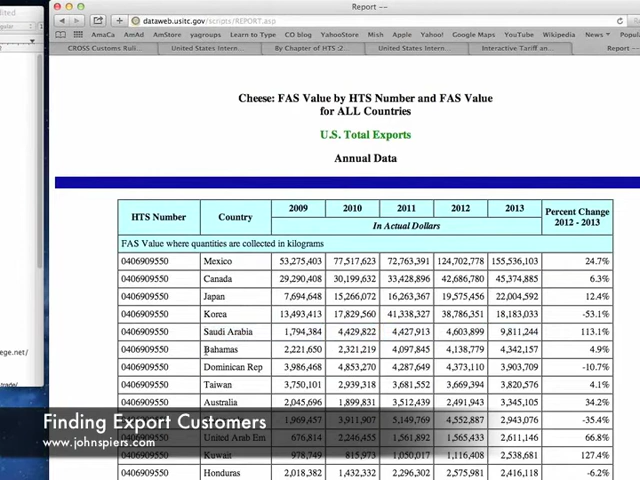 edited
Report —
dataweb.usitc.gov/scripts/REPORT.asp
AmaCa AmAd AmStore yagroups Learn to Type CO blog YahooStore Mish Apple Yahoo! Google Maps YouTube Wikipedia News Popula
CROSS Customs Ruli... United States Intern... By Chapter of HTS :2... United States Intern... Interactive Tariff an... Report —
Cheese: FAS Value by HTS Number and FAS Value
for ALL Countries
U.S. Total Exports
Annual Data
HTS Number Country 2009 2010 2011 2012 2013 Percent Change 2012 - 2013
In Actual Dollars
FAS Value where quantities are collected in kilograms
0406909550 Mexico 53,275,403 77,517,623 72,763,391 124,702,778 155,536,103 24.7%
0406909550 Canada 29,290,408 30,199,632 33,428,896 42,686,780 45,374,885 6.3%
0406909550 Japan 7,694,648 15,266,072 16,263,367 19,575,456 22,004,592 12.4%
0406909550 Korea 13,493,413 17,829,560 41,338,327 38,786,351 18,183,033 -53.1%
0406909550 Saudi Arabia 1,794,384 4,429,822 4,427,913 4,603,899 9,811,244 113.1%
0406909550 Bahamas 2,221,650 2,321,219 4,097,845 4,138,779 4,342,157 4.9%
ege.net/
0406909550 Dominican Rep 3,986,468 4,853,270 4,287,649 4,373,110 3,903,709 -10.7%
0406909550 Taiwan 3,750,101 2,939,318 3,681,552 3,669,394 3,820,576 4.1%
trade/
0406909550 Australia 2,045,696 1,899,831 3,512,439 2,491,943 3,345,105 34.2%
1,969,457 3,911,907 5,149,769 4,552,887 2,943,076 -35.4%
Finding Export Customers
United Arab Em 676,814 2,246,455 1,561,892 1,565,433 2,611,146 66.8%
www.johnspiers.com
0406909550 Kuwait 978,749 815,973 1,050,017 1,116,408 2,538,681 127.4%
0406909550 Honduras 2,018,382 1,432,332 2,296,302 2,575,981 2,416,118 -6.2%